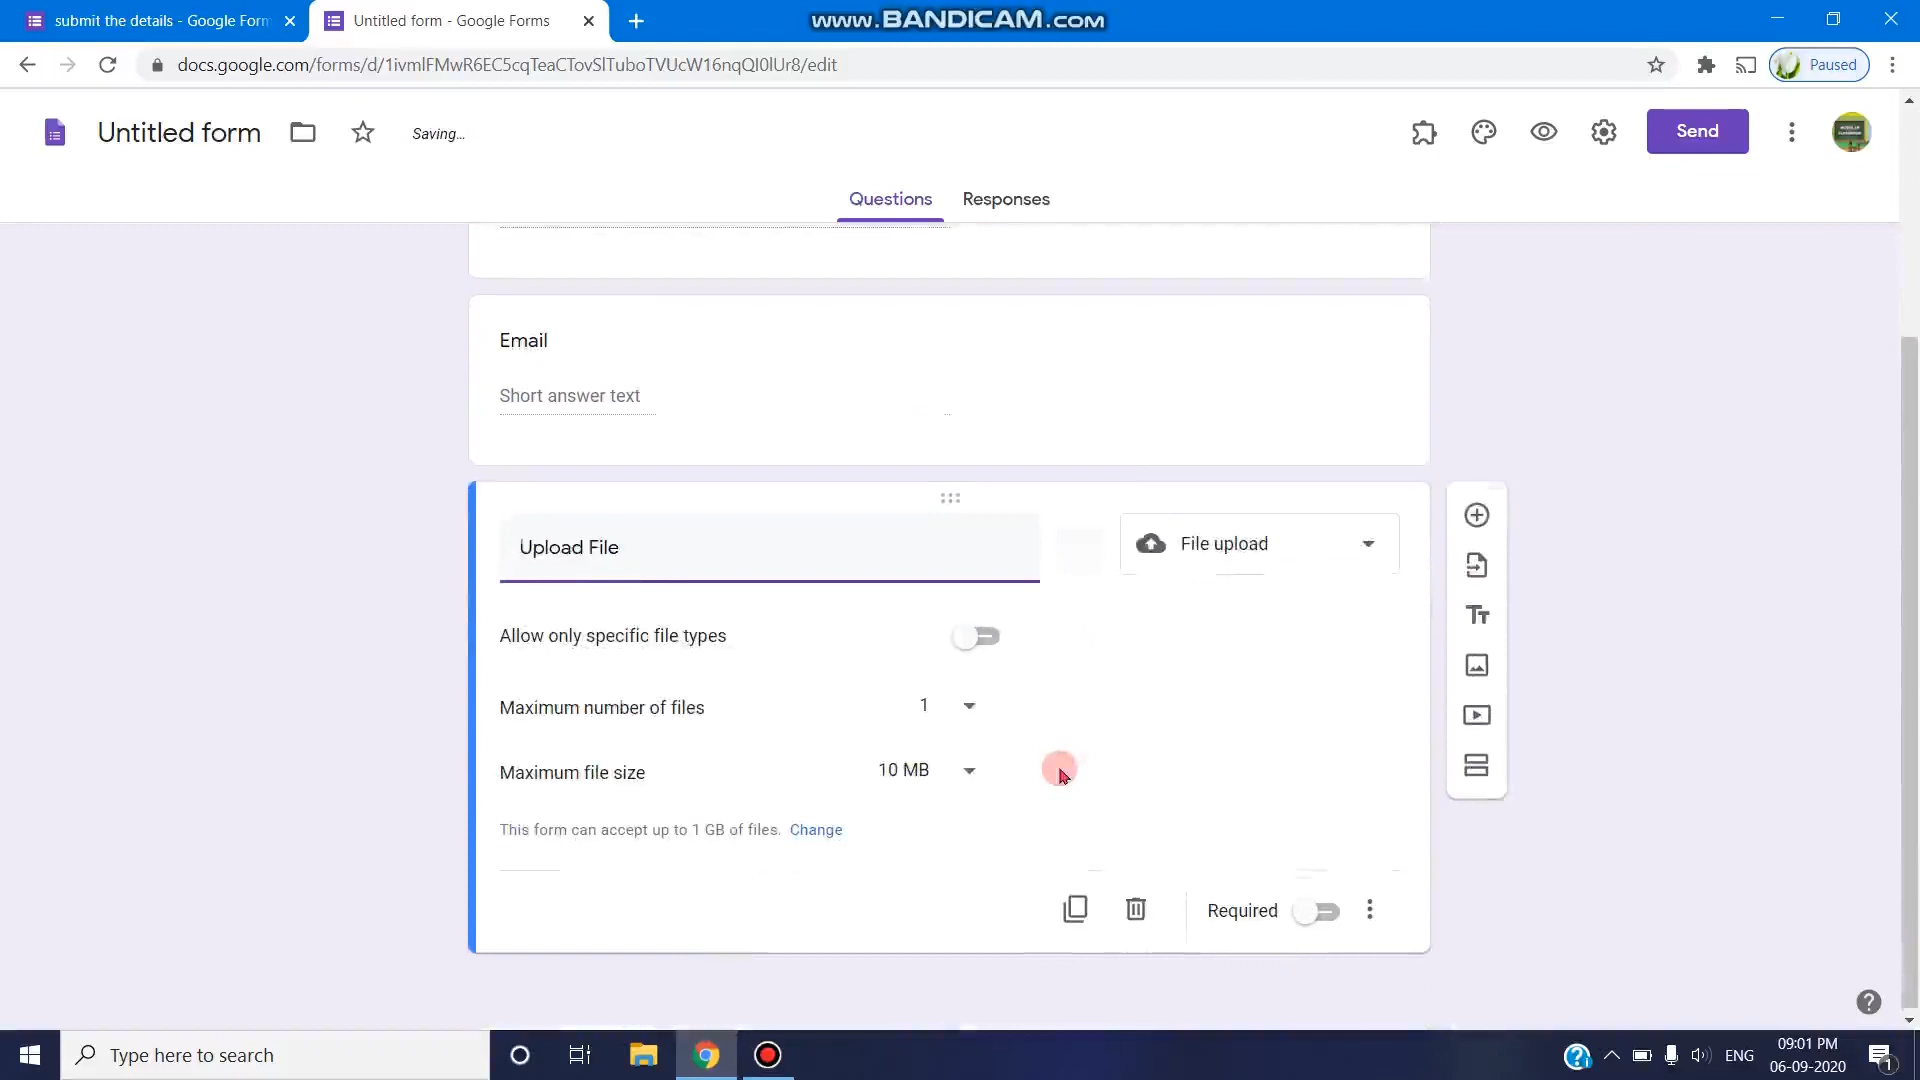 submit the details - Google Form
Untitled form - Google Forms
www.BANDICAM.com
docs.google.com/forms/d/1ivmlFMwR6EC5cqTeaCTovSlTuboTVUcW16nqQI0lUr8/edit
Paused
Untitled form
Saving...
Send
Questions
Responses
Email
Short answer text
Upload File
File upload
Allow only specific file types
Maximum number of files
1
Maximum file size
10 MB
This form can accept up to 1 GB of files. Change
Required
Type here to search
ENG
09:01 PM
06-09-2020
1